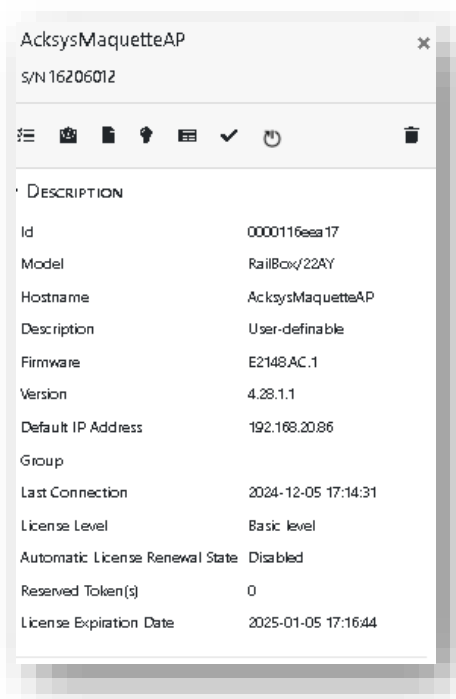 AcksysMaquetteAP
S/N 16206012
DESCRIPTION
Id 0000116eea17
Model RailBox/22AY
Hostname AcksysMaquetteAP
Description User-definable
Firmware E2148.AC.1
Version 4.28.1.1
Default IP Address 192.168.20.86
Group
Last Connection 2024-12-05 17:14:31
License Level Basic level
Automatic License Renewal State Disabled
Reserved Token(s) 0
License Expiration Date 2025-01-05 17:16:44